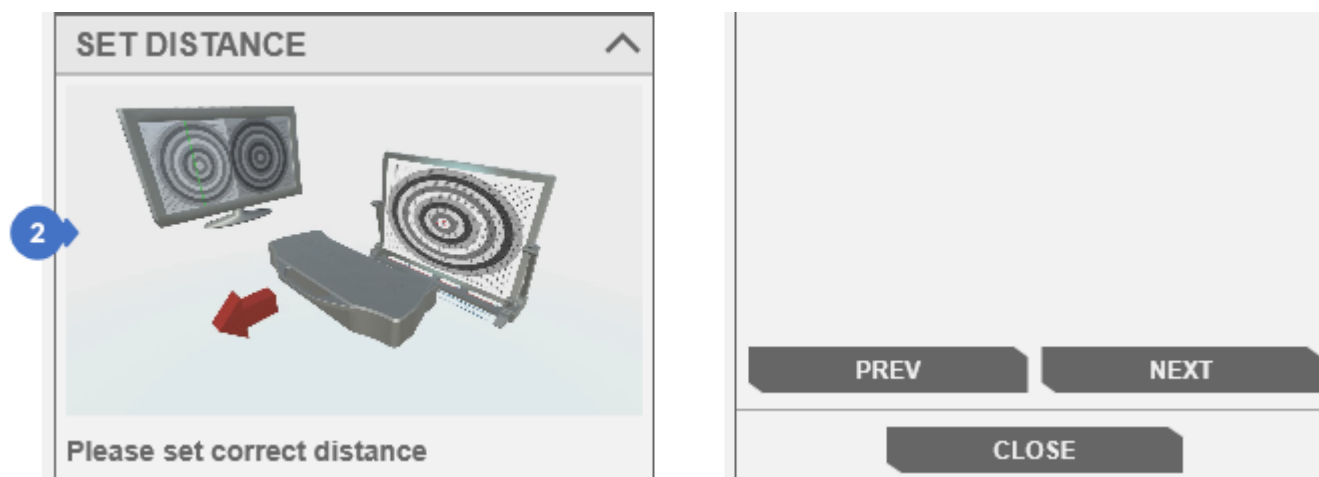 SET DISTANCE
2
Please set correct distance
PREV
NEXT
CLOSE